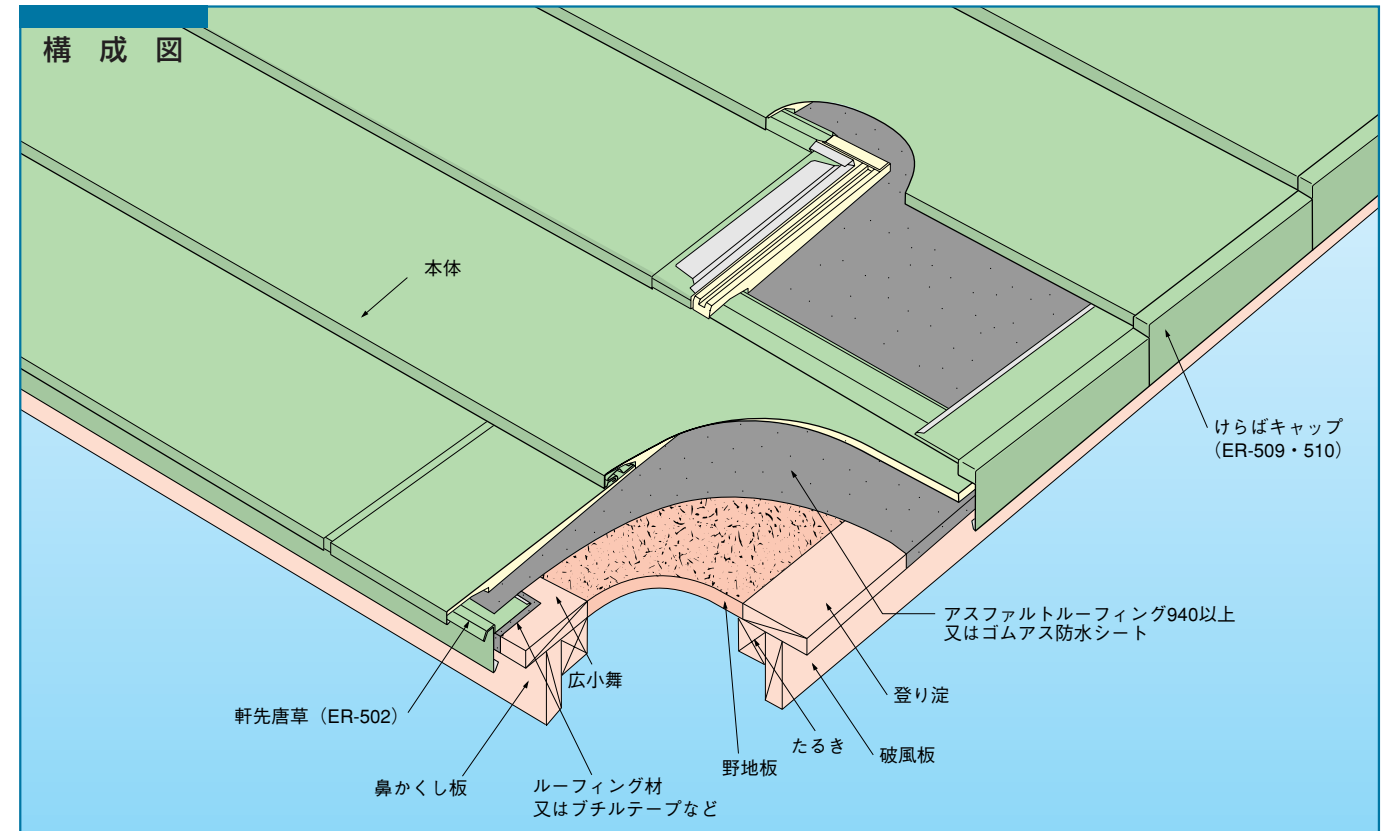 構成図
本体
けらばキャップ
（ER-509・510）
アスファルトルーフィング940以上
又はゴムアス防水シート
広小舞
登り淀
軒先唐草（ER-502）
たるき
破風板
野地板
鼻かくし板
ルーフィング材
又はブチルテープなど